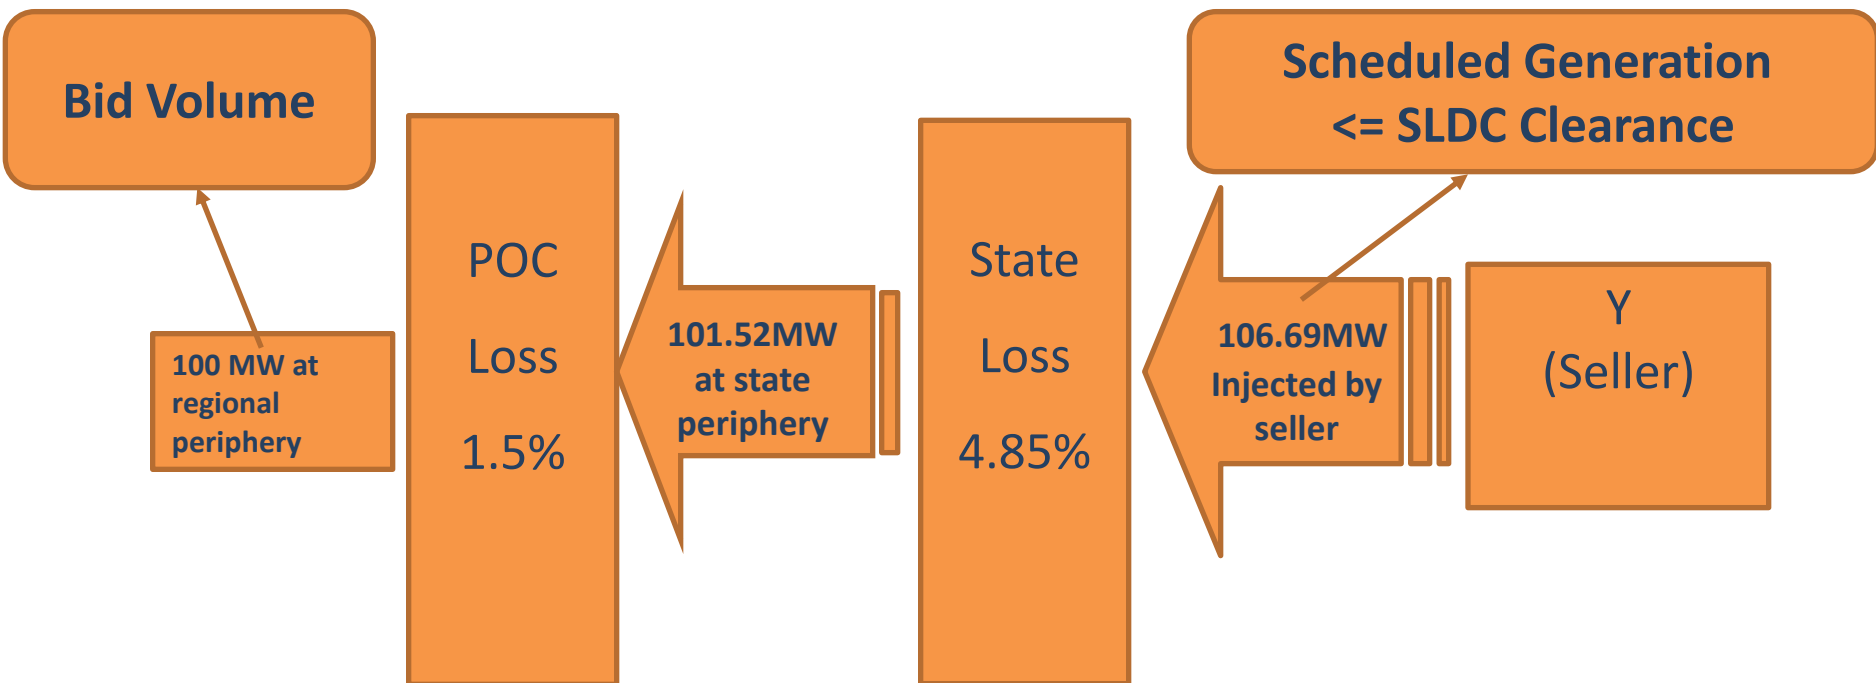 Bid Volume
Scheduled Generation
<= SLDC Clearance
100 MW at
regional
periphery
POC
Loss
1.5%
101.52MW
at state
periphery
State
Loss
4.85%
106.69MW
Injected by
seller
Y
(Seller)